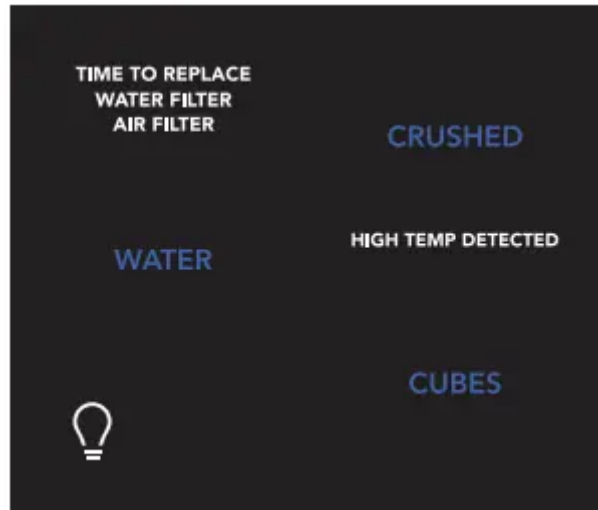 TIME TO REPLACE
WATER FILTER
AIR FILTER
CRUSHED
WATER
HIGH TEMP DETECTED
CUBES